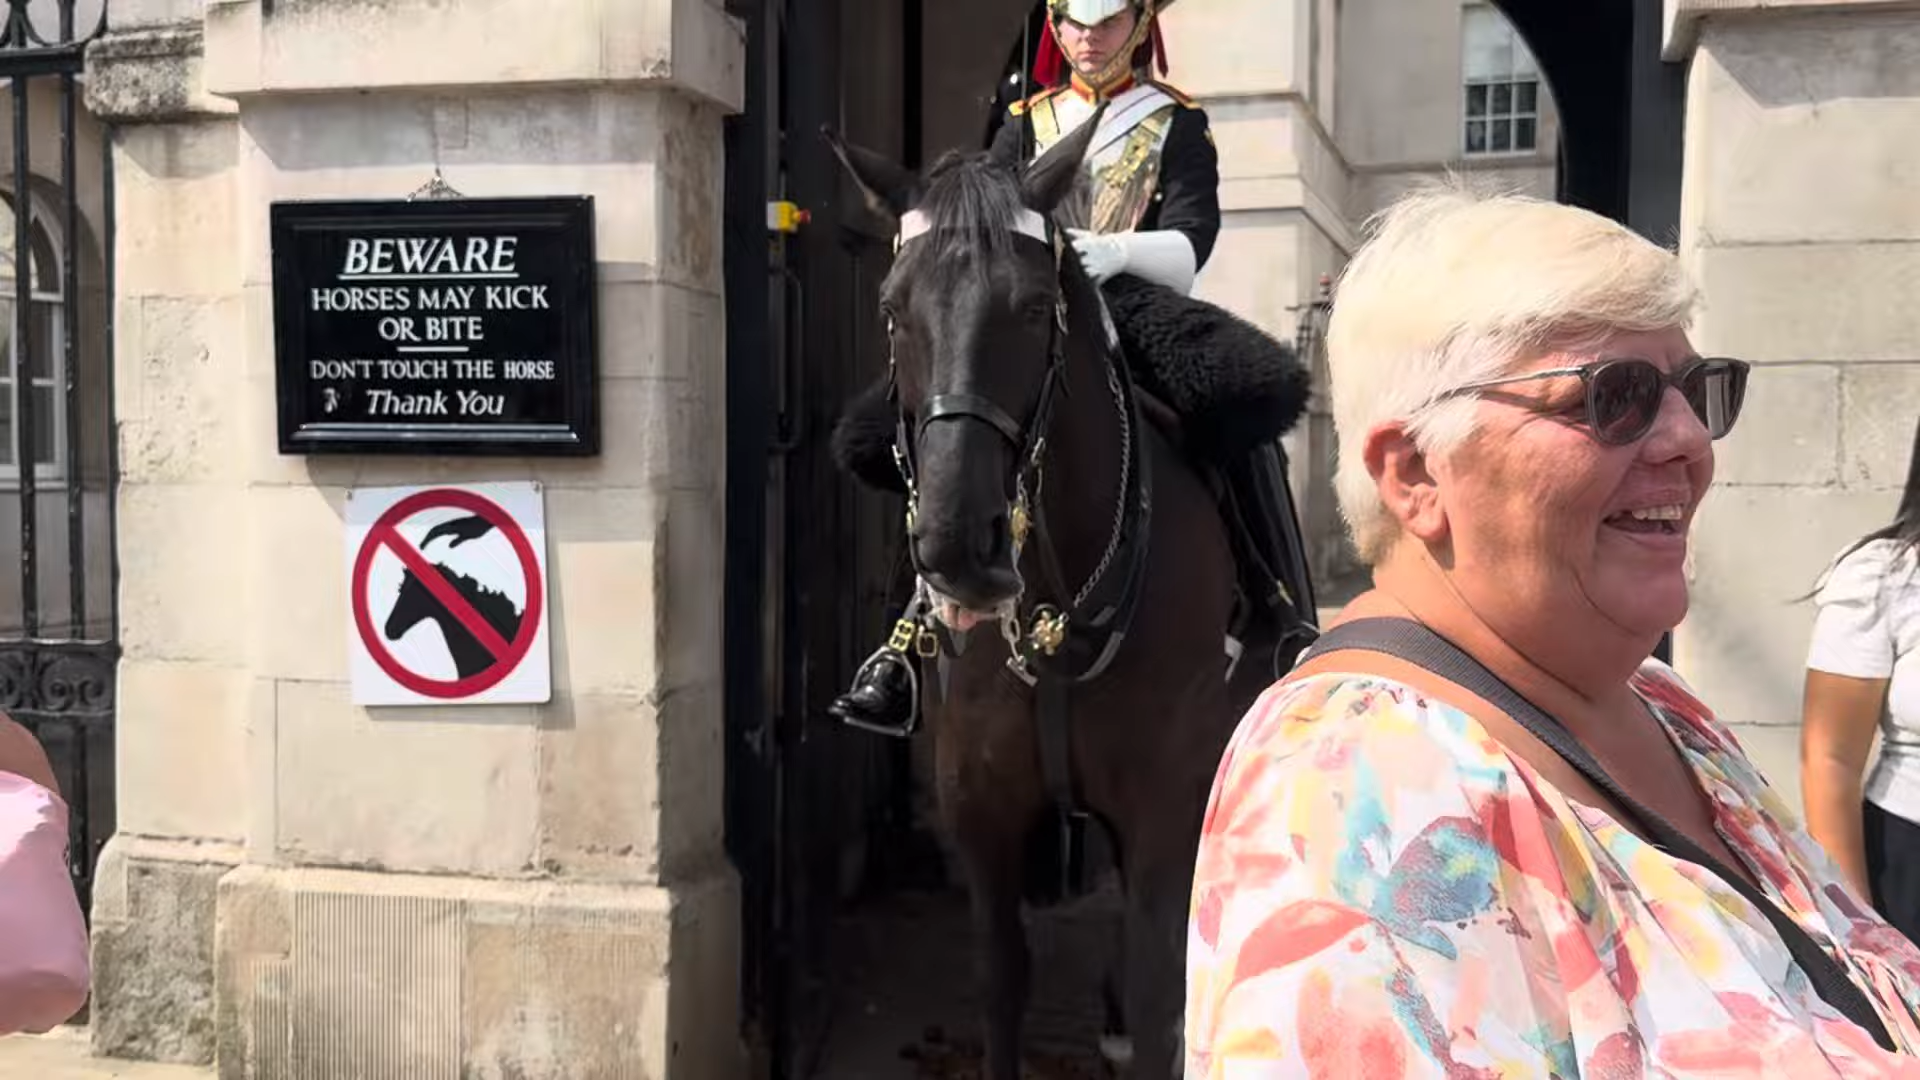 BEWARE
HORSES MAY KICK
OR BITE
DON'T TOUCH THE HORSE
Thank You